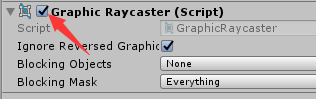 Graphic Raycaster (Script)
Script GraphicRaycaster
Ignore Reversed Graphic
Blocking Objects None
Blocking Mask Everything